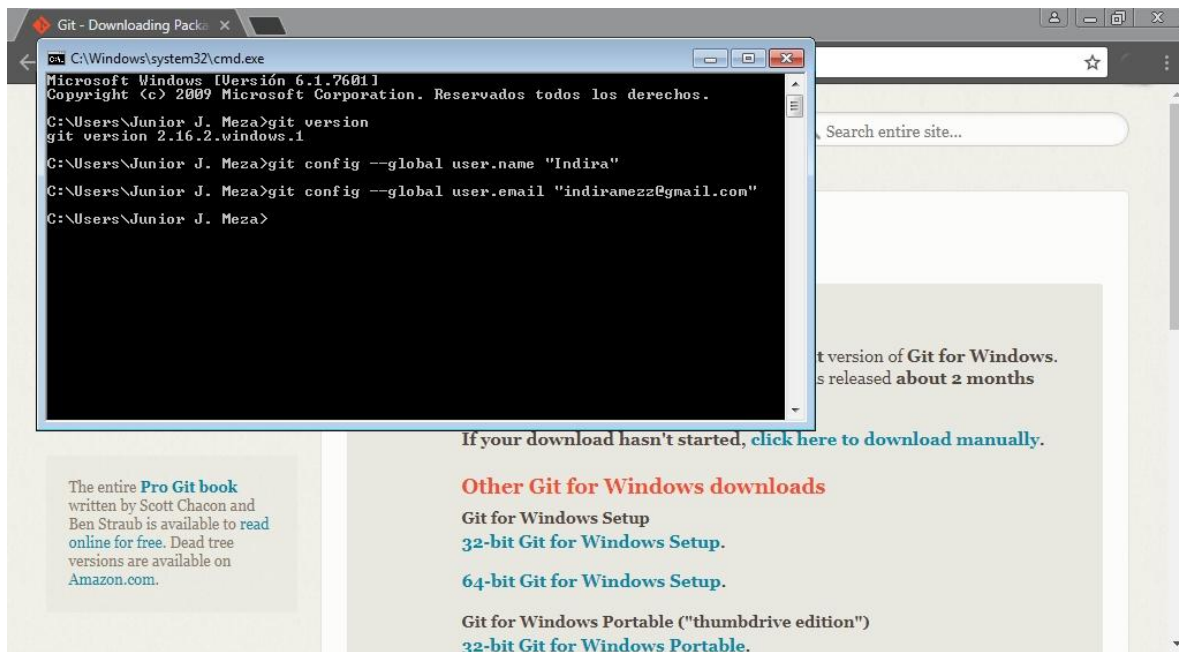 Git - Downloading Packa
C:\Windows\system32\cmd.exe
Microsoft Windows [Versión 6.1.7601]
Copyright (c) 2009 Microsoft Corporation. Reservados todos los derechos.
C:\Users\Junior J. Meza>git version
git version 2.16.2.windows.1
C:\Users\Junior J. Meza>git config --global user.name "Indira"
C:\Users\Junior J. Meza>git config --global user.email "indiramezz@gmail.com"
C:\Users\Junior J. Meza>
Search entire site...
t version of Git for Windows.
s released about 2 months
If your download hasn't started, click here to download manually.
Other Git for Windows downloads
Git for Windows Setup
32-bit Git for Windows Setup.
64-bit Git for Windows Setup.
Git for Windows Portable ("thumbdrive edition")
32-bit Git for Windows Portable.
The entire Pro Git book
written by Scott Chacon and
Ben Straub is available to read
online for free. Dead tree
versions are available on
Amazon.com.